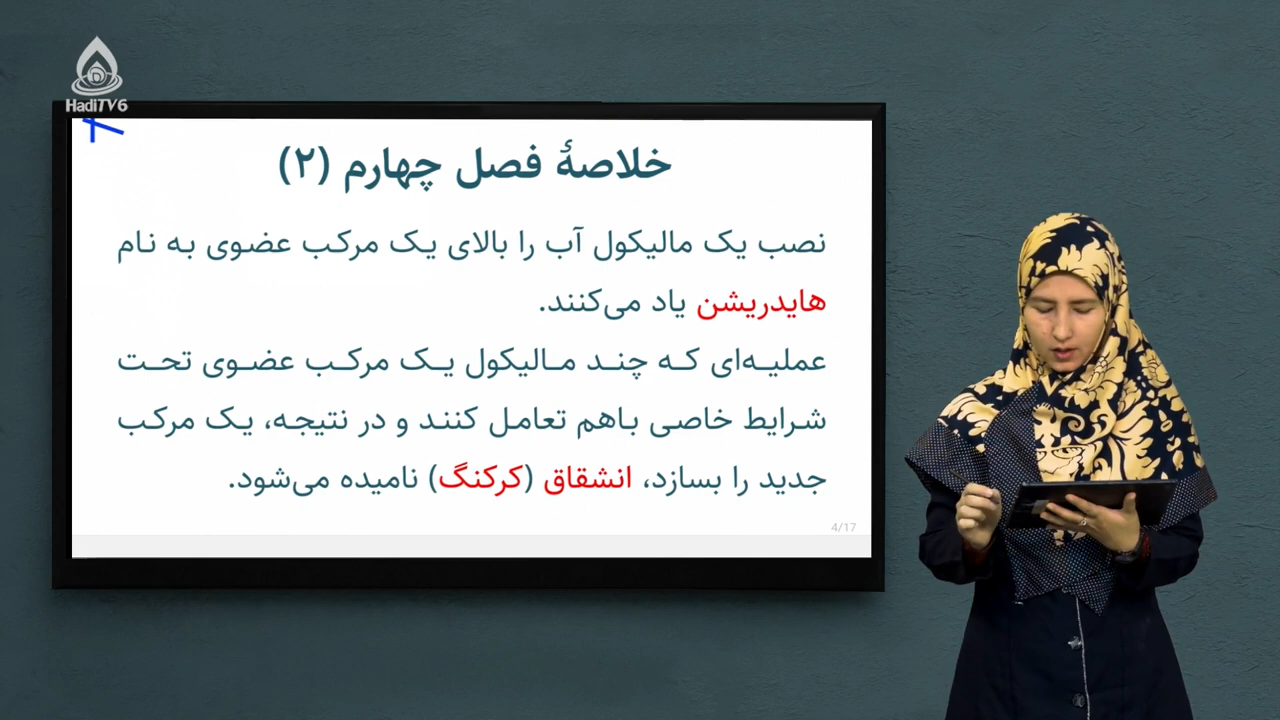 HadiTV6
خلاصهٔ فصل چهارم (۲)
نصب یک مالیکول آب را بالای یک مرکب عضوی به نام
هایدریشن یاد می‌کنند.
عملیه‌ای که چند مالیکول یک مرکب عضوی تحت
شرایط خاصی باهم تعامل کنند و در نتیجه، یک مرکب
جدید را بسازد، انشقاق (کرکنگ) نامیده می‌شود.
4/17